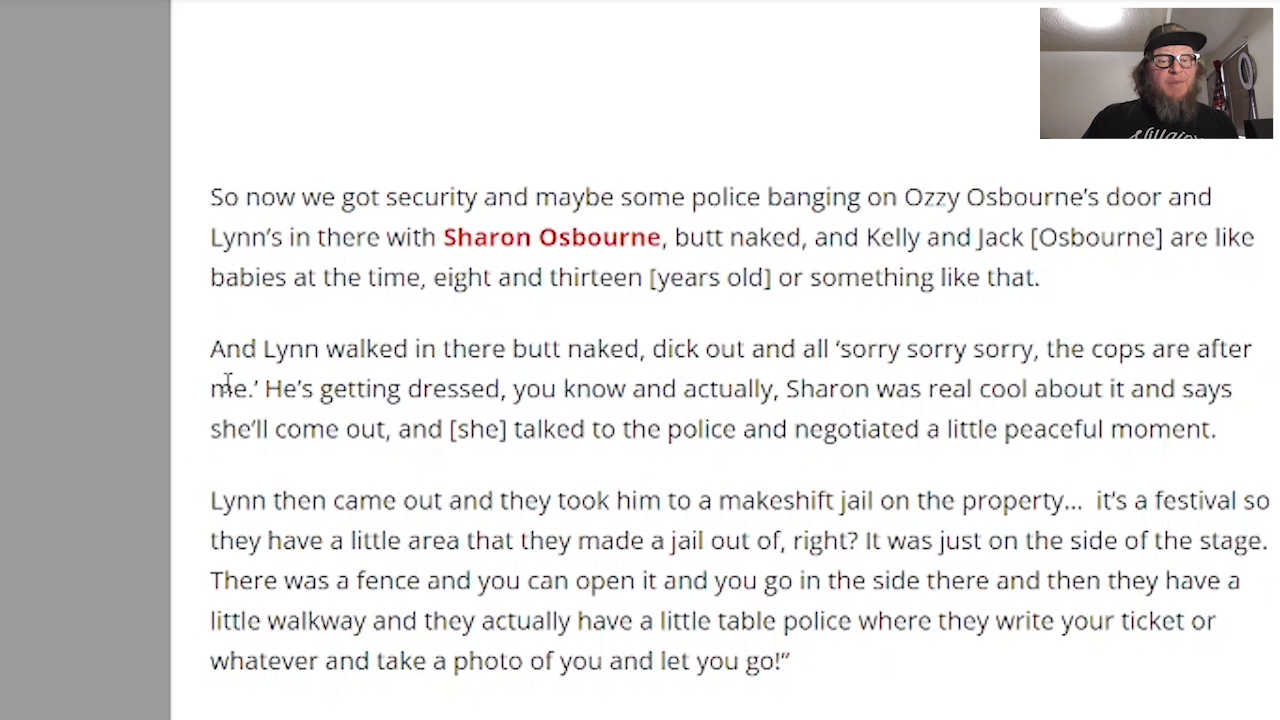 So now we got security and maybe some police banging on Ozzy Osbourne's door and
Lynn's in there with Sharon Osbourne, butt naked, and Kelly and Jack [Osbourne] are like
babies at the time, eight and thirteen [years old] or something like that.
And Lynn walked in there butt naked, dick out and all ‘sorry sorry sorry, the cops are after
me.’ He's getting dressed, you know and actually, Sharon was real cool about it and says
she'll come out, and [she] talked to the police and negotiated a little peaceful moment.
Lynn then came out and they took him to a makeshift jail on the property... it's a festival so
they have a little area that they made a jail out of, right? It was just on the side of the stage.
There was a fence and you can open it and you go in the side there and then they have a
little walkway and they actually have a little table police where they write your ticket or
whatever and take a photo of you and let you go!”